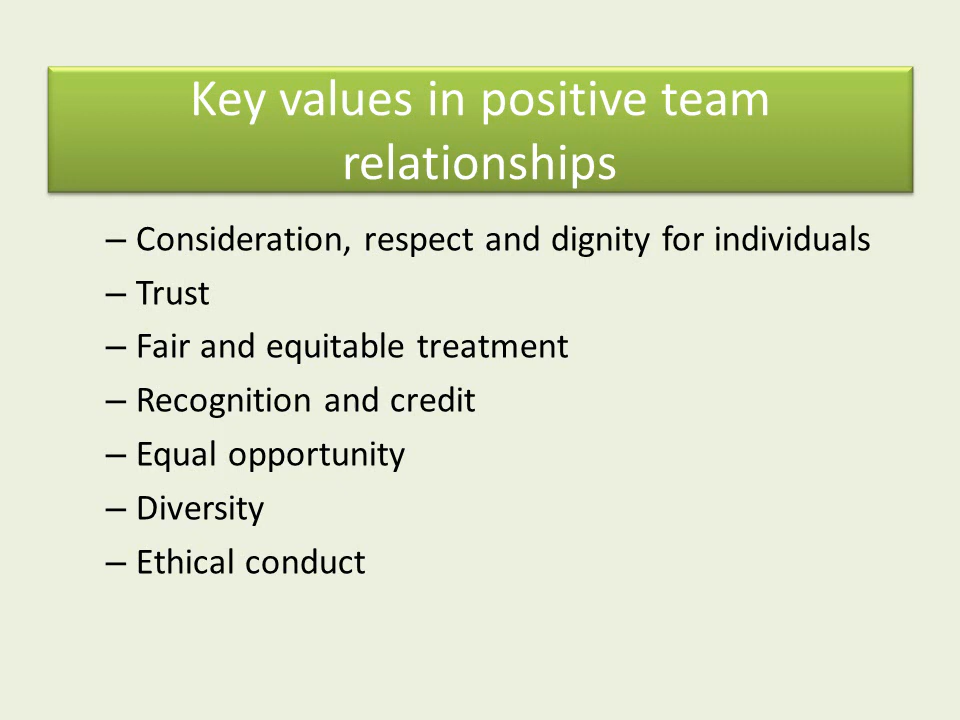 Key values in positive team
relationships
– Consideration, respect and dignity for individuals
– Trust
– Fair and equitable treatment
– Recognition and credit
– Equal opportunity
– Diversity
– Ethical conduct